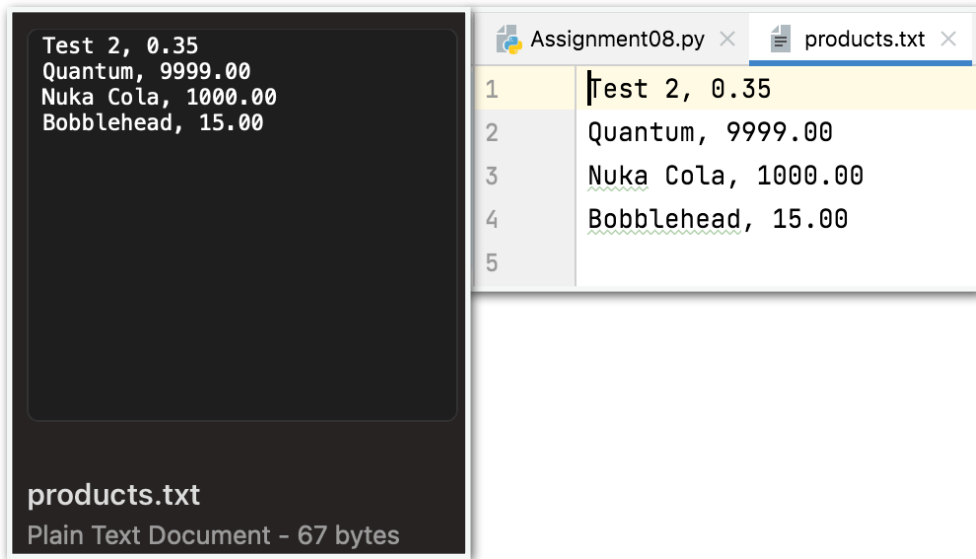 Test 2, 0.35
Quantum, 9999.00
Nuka Cola, 1000.00
Bobblehead, 15.00
products.txt
Plain Text Document - 67 bytes
Assignment08.py products.txt
1 Test 2, 0.35
2 Quantum, 9999.00
3 Nuka Cola, 1000.00
4 Bobblehead, 15.00
5